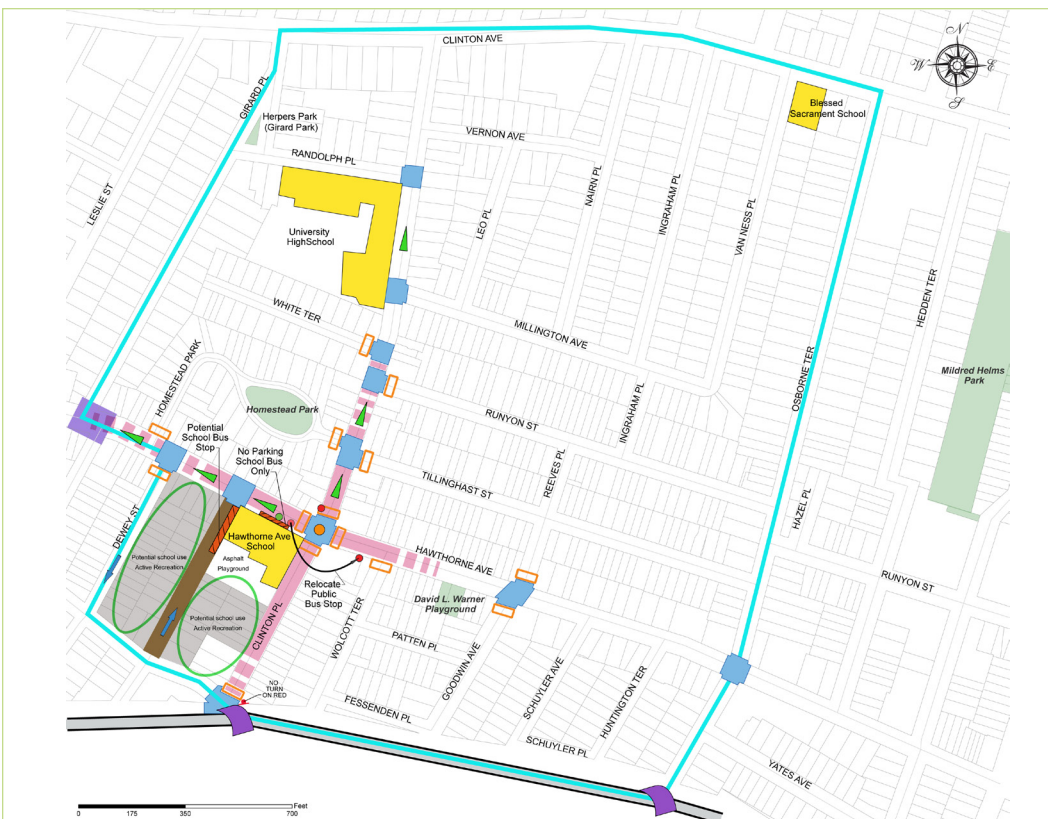 CLINTON AVE
N
W
E
S
GIRARD PL
Blessed
Sacrament School
Herpers Park
(Girard Park)
VERNON AVE
RANDOLPH PL
LESLIE ST
NAIRN PL
INGRAHAM PL
VAN NESS PL
LEO PL
University
HighSchool
HEDDEN TER
WHITE TER
MILLINGTON AVE
OSBORNE TER
Mildred Helms
Park
HOMESTEAD PARK
Homestead Park
RUNYON ST
INGRAHAM PL
Potential
School Bus
Stop
No Parking
School Bus
Only
TILLINGHAST ST
REEVES PL
HAZEL PL
DEWEY ST
Hawthorne Ave
School
HAWTHORNE AVE
Potential school use
Active Recreation
Asphalt
Playground
RUNYON ST
Relocate
Public
Bus Stop
David L. Warner
Playground
Potential school use
Active Recreation
CLINTON PL
WOLCOTT TER
PATTEN PL
GOODWIN AVE
SCHUYLER AVE
HUNTINGTON TER
NO
TURN
ON RED
FESSENDEN PL
SCHUYLER PL
YATES AVE
Feet
0 175 350 700